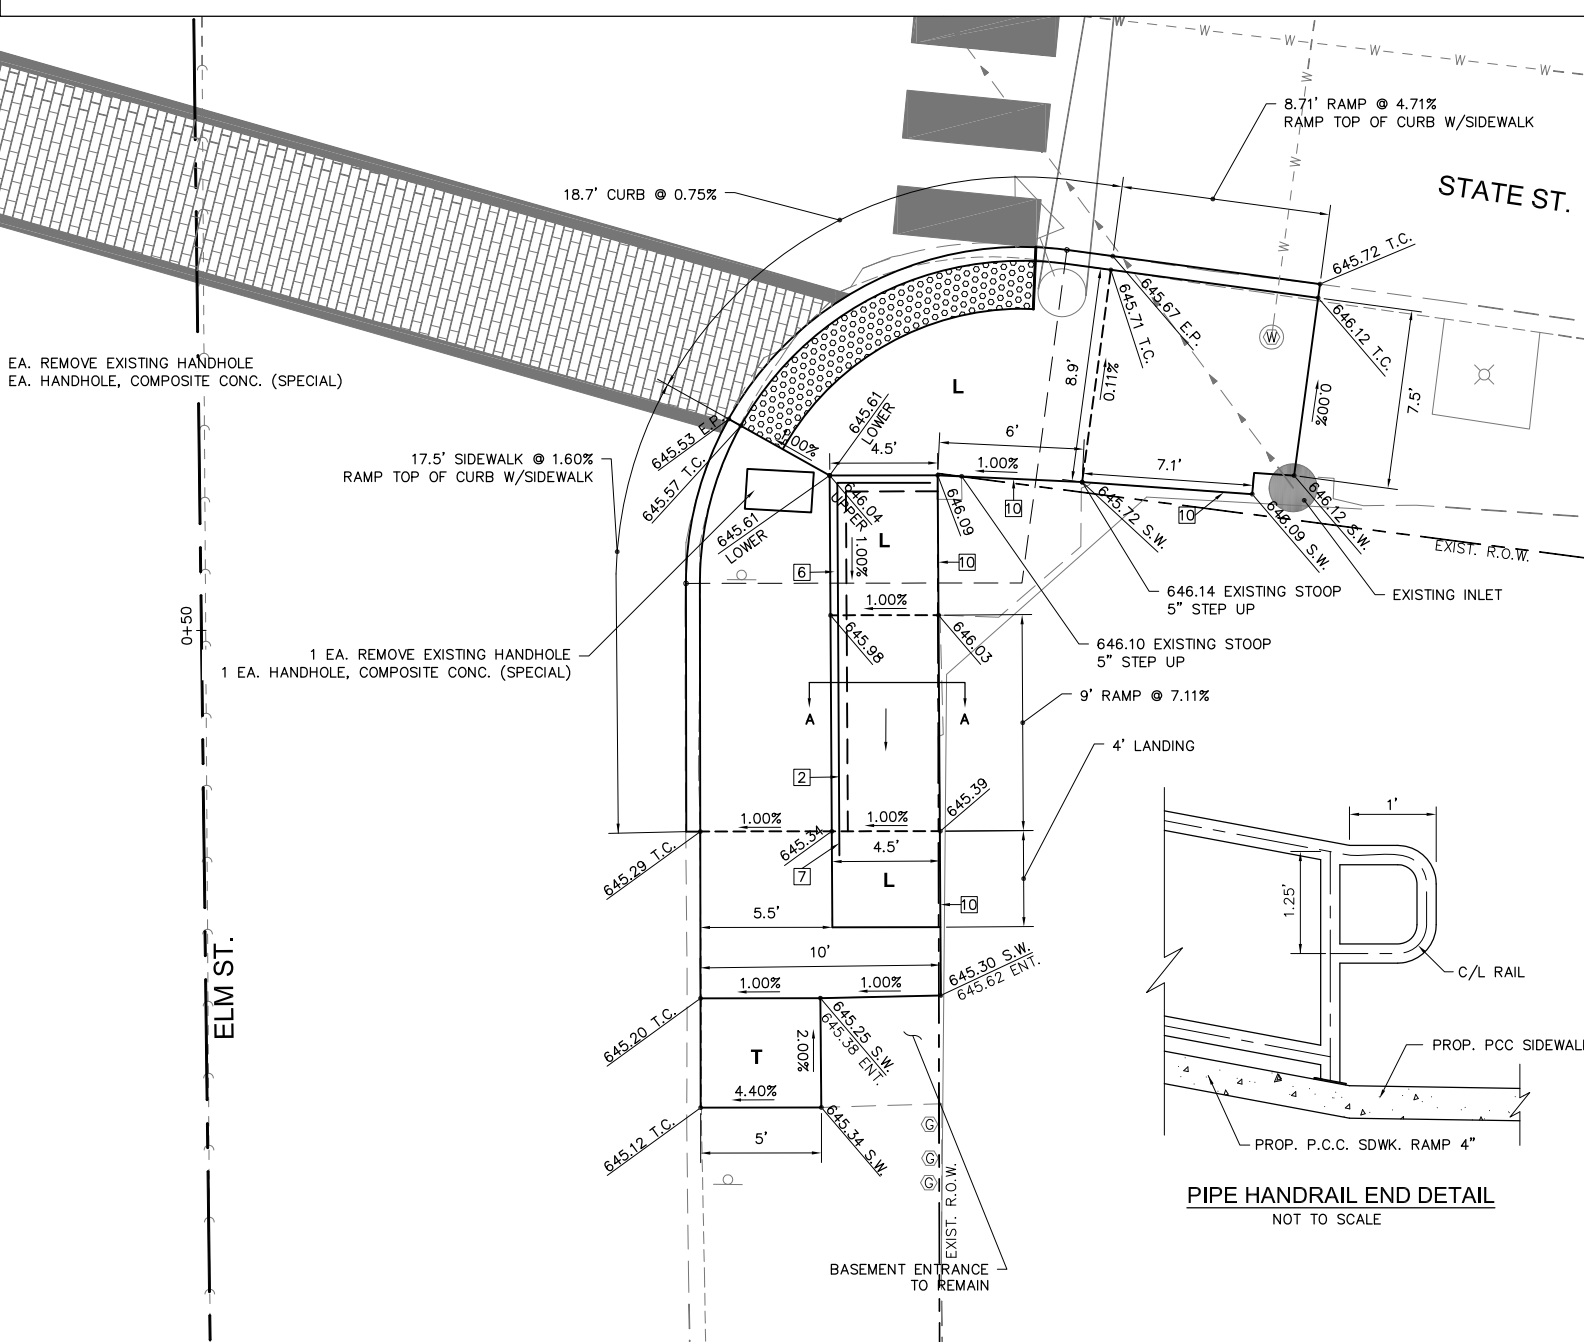 W
W
W
W
W
W
W
W
W
8.71' RAMP @ 4.71%
RAMP TOP OF CURB W/SIDEWALK
18.7' CURB @ 0.75%
STATE ST.
645.72 T.C.
645.67 E.P.
645.71 T.C.
646.12 T.C.
EA. REMOVE EXISTING HANDHOLE
EA. HANDHOLE, COMPOSITE CONC. (SPECIAL)
8.9'
0.11%
0.00%
7.5'
L
645.61
LOWER
645.53 E.P.
1.00%
4.5'
6'
1.00%
7.1'
17.5' SIDEWALK @ 1.60%
RAMP TOP OF CURB W/SIDEWALK
645.57 T.C.
645.61
LOWER
646.04
UPPER
646.09
10
645.72 S.W.
10
646.09 S.W.
646.12 S.W.
EXIST. R.O.W.
L
1.00%
6
10
646.14 EXISTING STOOP
5" STEP UP
EXISTING INLET
1.00%
0+50
645.98
646.03
646.10 EXISTING STOOP
5" STEP UP
1 EA. REMOVE EXISTING HANDHOLE
1 EA. HANDHOLE, COMPOSITE CONC. (SPECIAL)
9' RAMP @ 7.11%
A
A
4' LANDING
2
645.39
1.00%
1.00%
645.34
4.5'
645.29 T.C.
7
L
10
5.5'
10'
1.00%
1.00%
645.30 S.W.
645.62 ENT.
ELM ST.
645.20 T.C.
645.25 S.W.
645.38 ENT.
T
2.00%
4.40%
645.12 T.C.
5'
645.34 S.W.
G
G
G
EXIST. R.O.W.
BASEMENT ENTRANCE
TO REMAIN
1'
1.25'
C/L RAIL
PROP. PCC SIDEWALK
PROP. P.C.C. SDWK. RAMP 4"
PIPE HANDRAIL END DETAIL
NOT TO SCALE